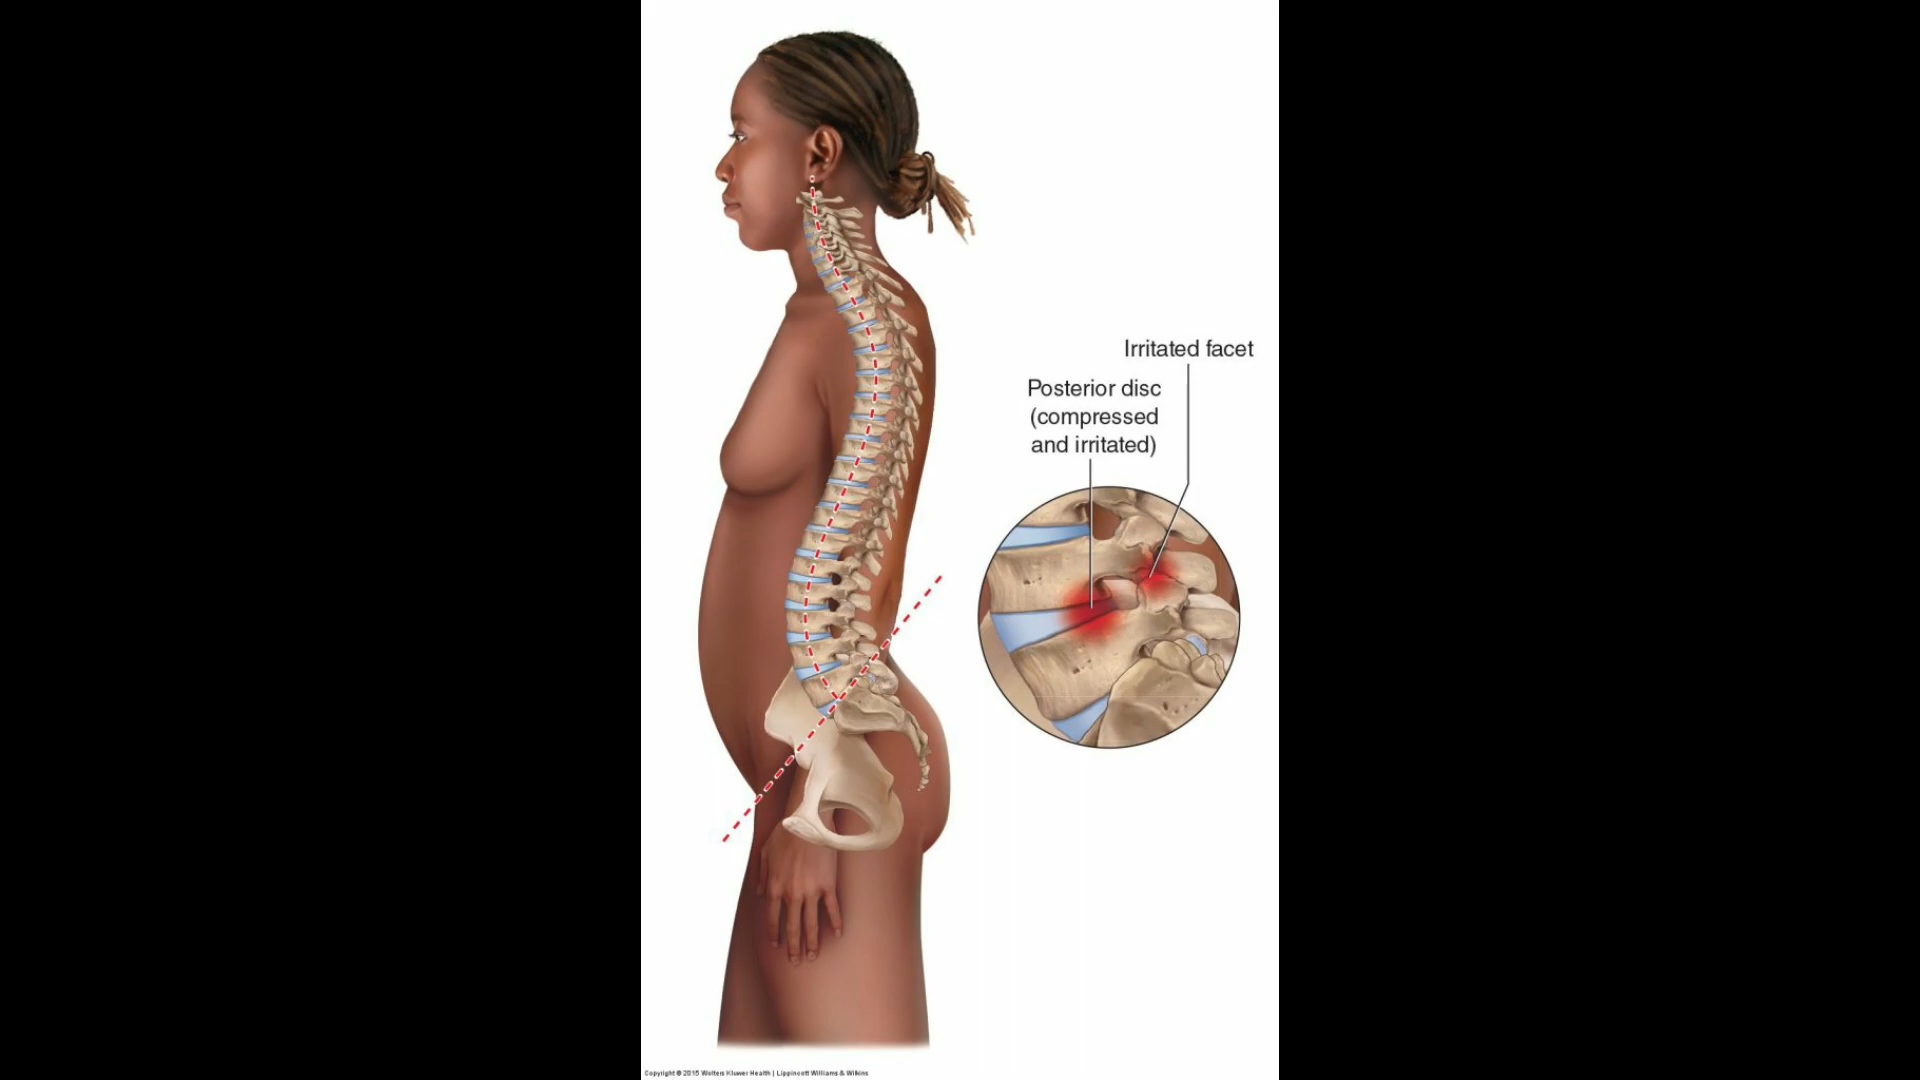 Irritated facet
Posterior disc
(compressed
and irritated)
Copyright © 2015 Wolters Kluwer Health | Lippincott Williams & Wilkins